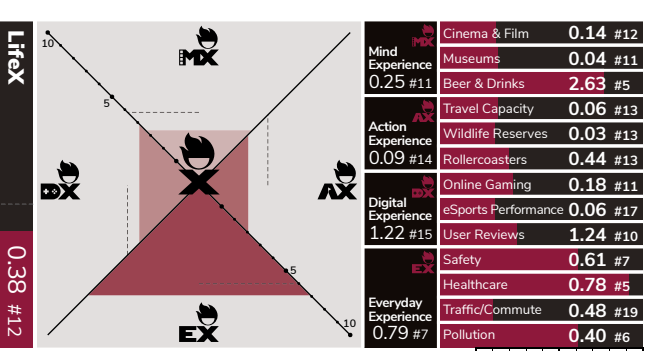 LifeX
0.38 #12
10
5
MX
DX
X
AX
5
EX
10
MX
Mind
Experience
0.25 #11
AX
Action
Experience
0.09 #14
DX
Digital
Experience
1.22 #15
EX
Everyday
Experience
0.79 #7
Cinema & Film 0.14 #12
Museums 0.04 #11
Beer & Drinks 2.63 #5
Travel Capacity 0.06 #13
Wildlife Reserves 0.03 #13
Rollercoasters 0.44 #13
Online Gaming 0.18 #11
eSports Performance 0.06 #17
User Reviews 1.24 #10
Safety 0.61 #7
Healthcare 0.78 #5
Traffic/Commute 0.48 #19
Pollution 0.40 #6